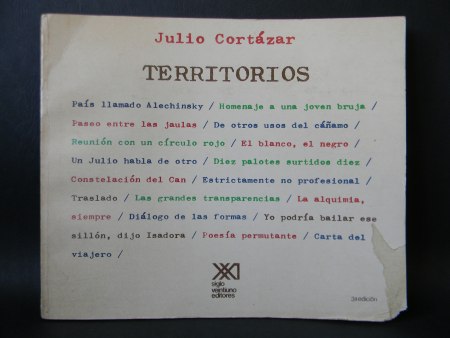 Julio Cortázar
TERRITORIOS
País llamado Alechinsky / Homenaje a una joven bruja /
Paseo entre las jaulas / De otros usos del cáñamo /
Reunión con un círculo rojo / El blanco, el negro /
Un Julio habla de otro / Diez palotes surtidos diez /
Constelación del Can / Estrictamente no profesional /
Traslado / Las grandes transparencias / La alquimia,
siempre / Diálogo de las formas / Yo podría bailar ese
sillón, dijo Isadora / Poesía permutante / Carta del
viajero /
siglo
veintiuno
editores
3a edición